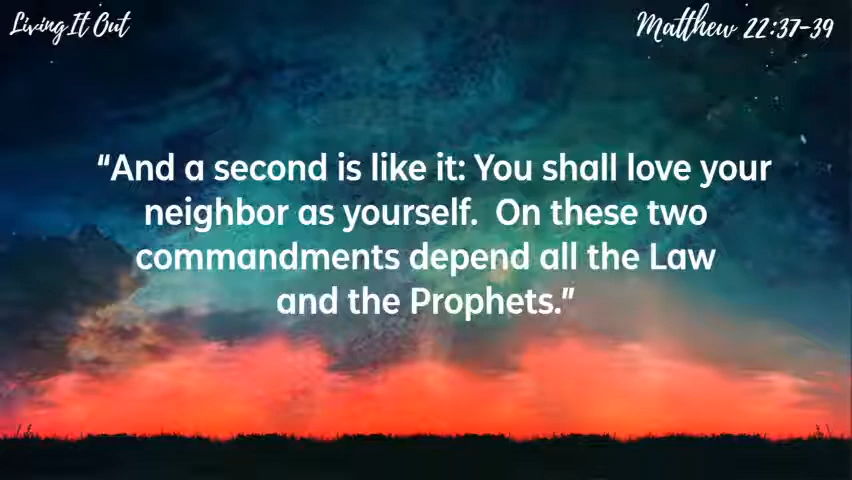 Living It Out
Matthew 22:37-39
"And a second is like it: You shall love your
neighbor as yourself.  On these two
commandments depend all the Law
and the Prophets."